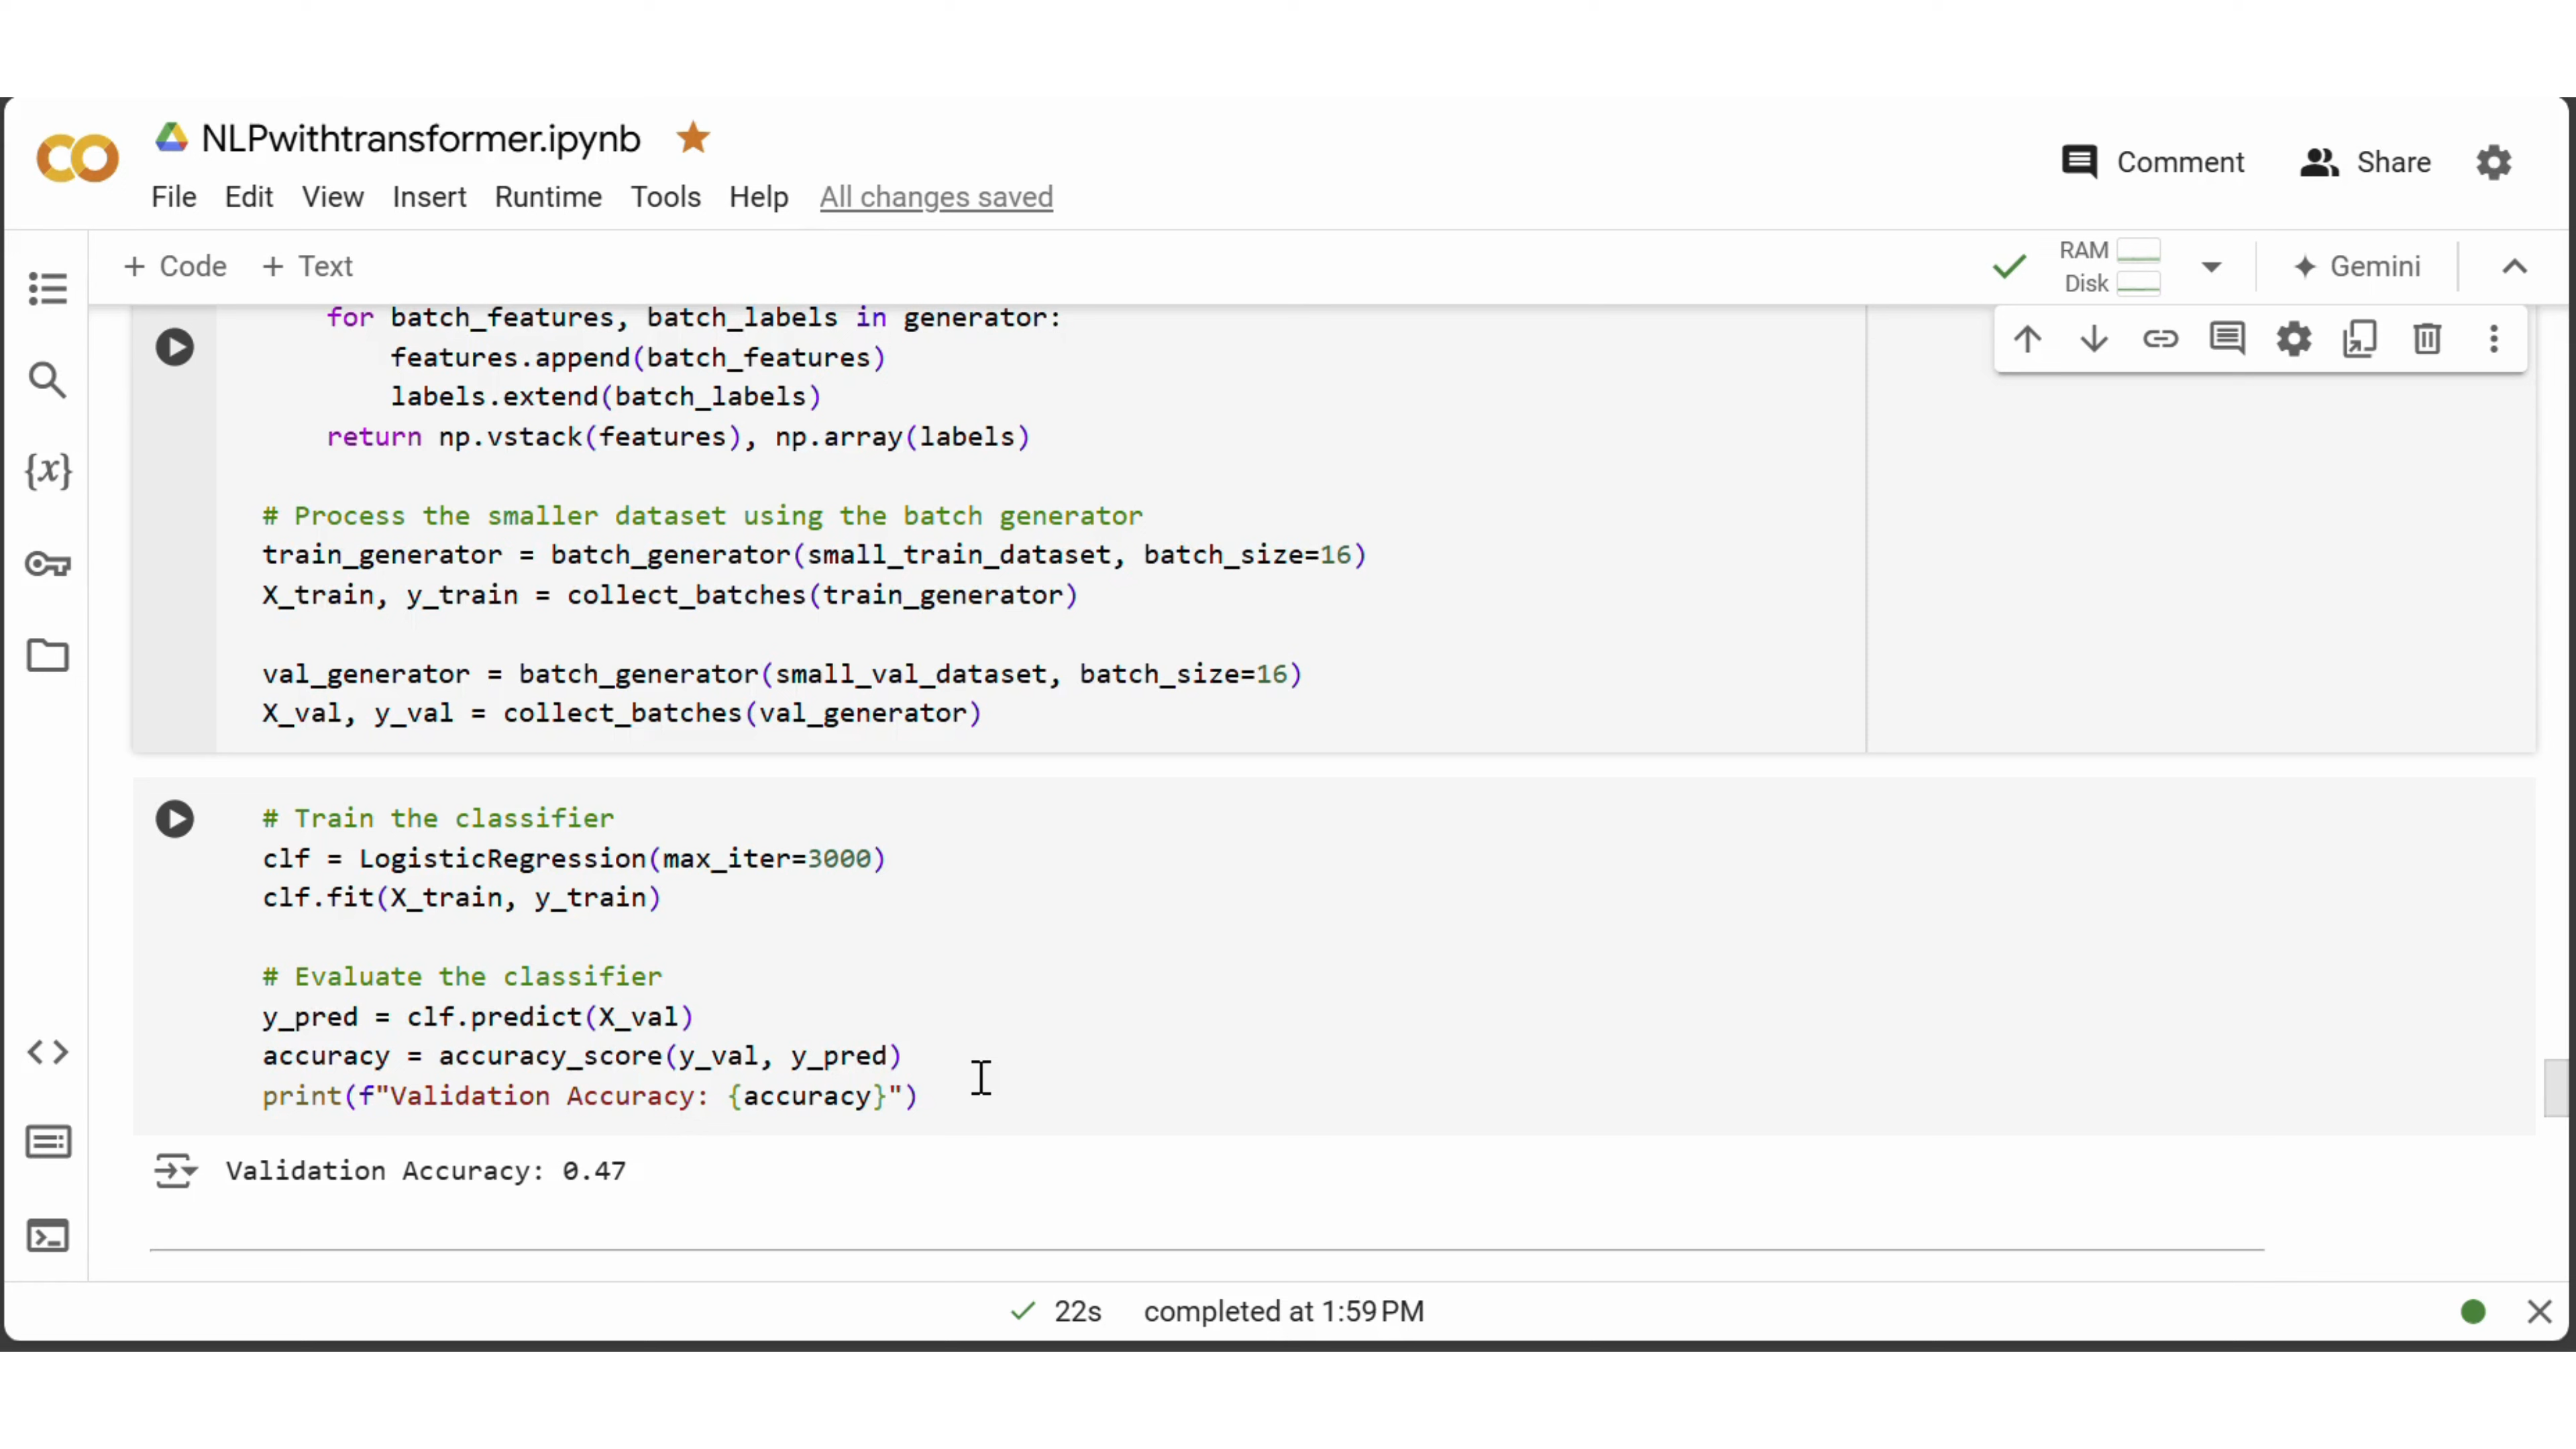 NLPwithtransformer.ipynb
File Edit View Insert Runtime Tools Help All changes saved
Comment Share
+ Code + Text
RAM
Disk
Gemini
for batch_features, batch_labels in generator:
features.append(batch_features)
labels.extend(batch_labels)
return np.vstack(features), np.array(labels)
# Process the smaller dataset using the batch generator
train_generator = batch_generator(small_train_dataset, batch_size=16)
X_train, y_train = collect_batches(train_generator)
val_generator = batch_generator(small_val_dataset, batch_size=16)
X_val, y_val = collect_batches(val_generator)
# Train the classifier
clf = LogisticRegression(max_iter=3000)
clf.fit(X_train, y_train)
# Evaluate the classifier
y_pred = clf.predict(X_val)
accuracy = accuracy_score(y_val, y_pred)
print(f"Validation Accuracy: {accuracy}")
Validation Accuracy: 0.47
22s completed at 1:59 PM